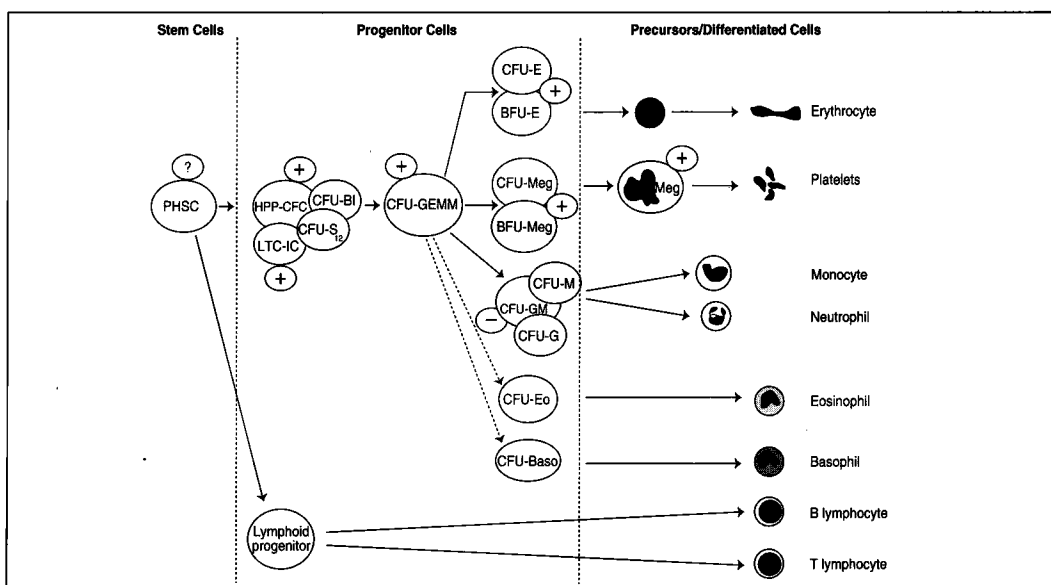 Stem Cells
Progenitor Cells
Precursors/Differentiated Cells
?
PHSC
+
HPP-CFC
CFU-Bl
CFU-S12
LTC-IC
+
+
CFU-GEMM
CFU-E
+
BFU-E
Erythrocyte
CFU-Meg
+
BFU-Meg
+
Meg
Platelets
CFU-M
CFU-GM
−
CFU-G
Monocyte
Neutrophil
CFU-Eo
Eosinophil
CFU-Baso
Basophil
Lymphoid
progenitor
B lymphocyte
T lymphocyte